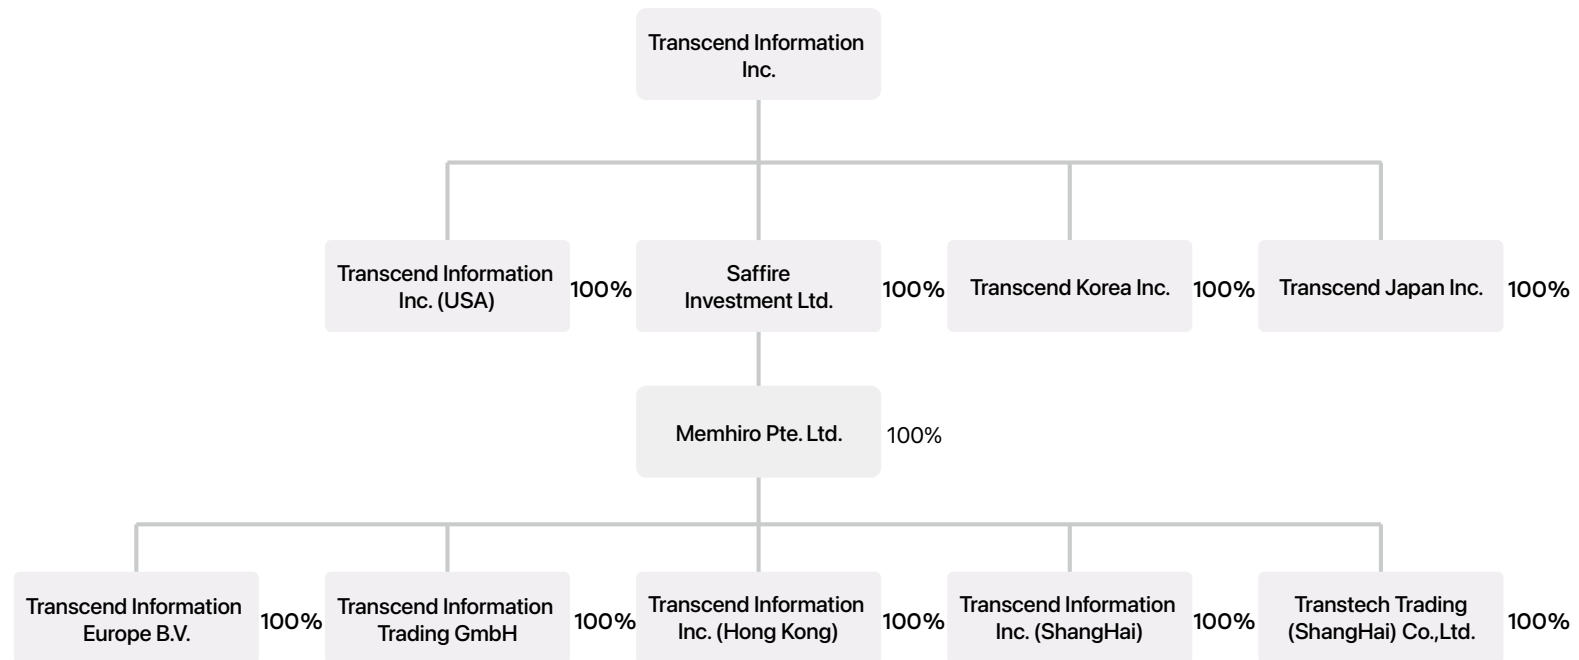 Transcend Information
Inc.
Transcend Information
Inc. (USA)
100%
Saffire
Investment Ltd.
100%
Transcend Korea Inc.
100%
Transcend Japan Inc.
100%
Memhiro Pte. Ltd.
100%
Transcend Information
Europe B.V.
100%
Transcend Information
Trading GmbH
100%
Transcend Information
Inc. (Hong Kong)
100%
Transcend Information
Inc. (ShangHai)
100%
Transtech Trading
(ShangHai) Co.,Ltd.
100%